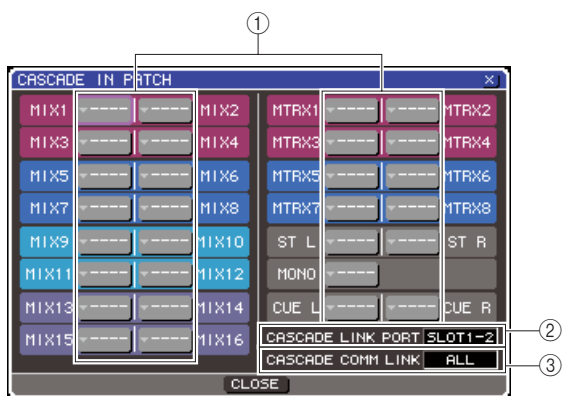 ①
CASCADE IN PATCH X
MIX1 ---- ---- MIX2 MTRX1 ---- ---- MTRX2
MIX3 ---- ---- MIX4 MTRX3 ---- ---- MTRX4
MIX5 ---- ---- MIX6 MTRX5 ---- ---- MTRX6
MIX7 ---- ---- MIX8 MTRX7 ---- ---- MTRX8
MIX9 ---- ---- MIX10 ST L ---- ---- ST R
MIX11 ---- ---- MIX12 MONO ----
MIX13 ---- ---- MIX14 CUE L ---- ---- CUE R
MIX15 ---- ---- MIX16 CASCADE LINK PORT SLOT1-2 ②
CASCADE COMM LINK ALL ③
CLOSE